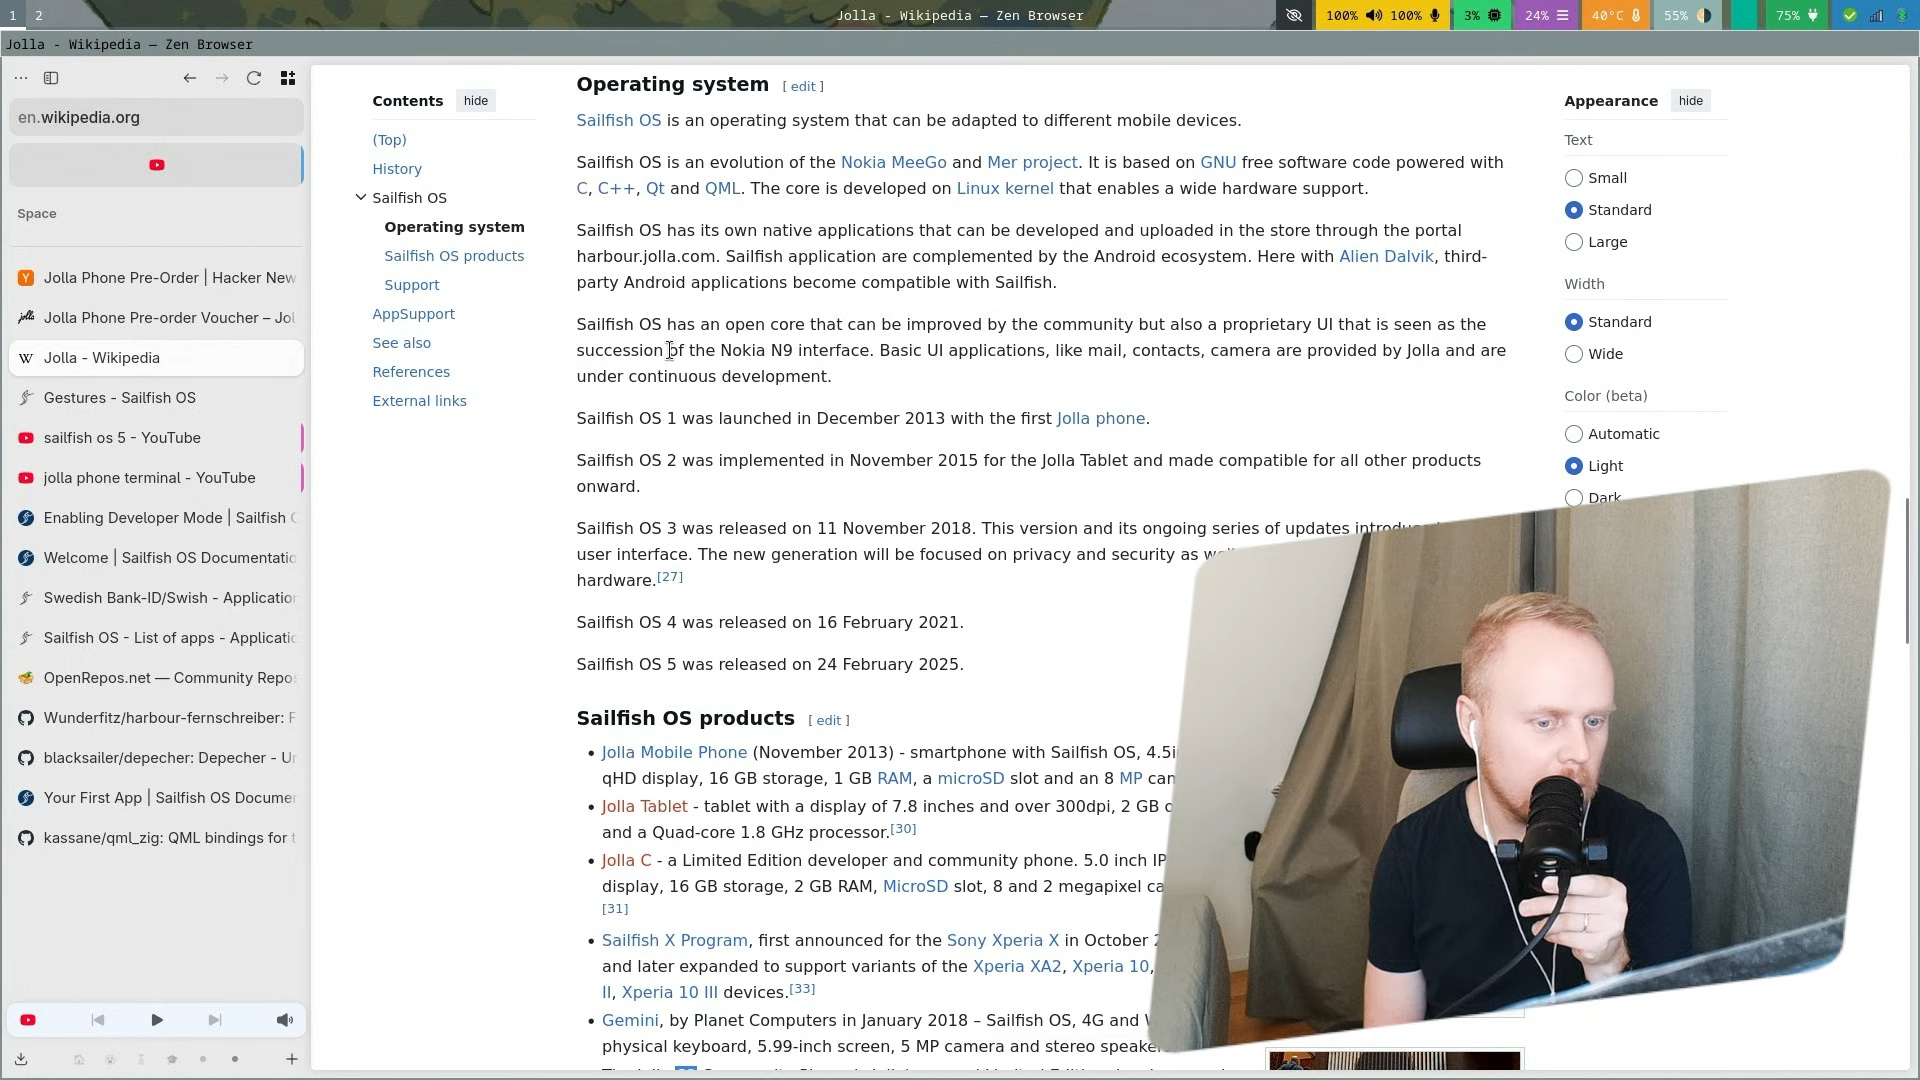 1 2
Jolla - Wikipedia — Zen Browser
100% 100% 3% 24% 40°C 55% 75%
Jolla - Wikipedia — Zen Browser
en.wikipedia.org
Space
Jolla Phone Pre-Order | Hacker New
Jolla Phone Pre-order Voucher – Jol
Jolla - Wikipedia
Gestures - Sailfish OS
sailfish os 5 - YouTube
jolla phone terminal - YouTube
Enabling Developer Mode | Sailfish
Welcome | Sailfish OS Documentatio
Swedish Bank-ID/Swish - Application
Sailfish OS - List of apps - Applicatio
OpenRepos.net — Community Repos
Wunderfitz/harbour-fernschreiber: F
blacksailer/depecher: Depecher - Un
Your First App | Sailfish OS Documen
kassane/qml_zig: QML bindings for t
Contents hide
(Top)
History
Sailfish OS
Operating system
Sailfish OS products
Support
AppSupport
See also
References
External links
Operating system [ edit ]
Sailfish OS is an operating system that can be adapted to different mobile devices.
Sailfish OS is an evolution of the Nokia MeeGo and Mer project. It is based on GNU free software code powered with
C, C++, Qt and QML. The core is developed on Linux kernel that enables a wide hardware support.
Sailfish OS has its own native applications that can be developed and uploaded in the store through the portal
harbour.jolla.com. Sailfish application are complemented by the Android ecosystem. Here with Alien Dalvik, third-
party Android applications become compatible with Sailfish.
Sailfish OS has an open core that can be improved by the community but also a proprietary UI that is seen as the
succession of the Nokia N9 interface. Basic UI applications, like mail, contacts, camera are provided by Jolla and are
under continuous development.
Sailfish OS 1 was launched in December 2013 with the first Jolla phone.
Sailfish OS 2 was implemented in November 2015 for the Jolla Tablet and made compatible for all other products
onward.
Sailfish OS 3 was released on 11 November 2018. This version and its ongoing series of updates
user interface. The new generation will be focused on privacy and security as
hardware.[27]
Sailfish OS 4 was released on 16 February 2021.
Sailfish OS 5 was released on 24 February 2025.
Sailfish OS products [ edit ]
• Jolla Mobile Phone (November 2013) - smartphone with Sailfish OS,
qHD display, 16 GB storage, 1 GB RAM, a microSD slot and an 8 MP
• Jolla Tablet - tablet with a display of 7.8 inches and over 300dpi, 2 GB
and a Quad-core 1.8 GHz processor.[30]
• Jolla C - a Limited Edition developer and community phone. 5.0 inch
display, 16 GB storage, 2 GB RAM, MicroSD slot, 8 and 2 megapixel
[31]
• Sailfish X Program, first announced for the Sony Xperia X in October
and later expanded to support variants of the Xperia XA2, Xperia 10,
II, Xperia 10 III devices.[33]
• Gemini, by Planet Computers in January 2018 – Sailfish OS, 4G and
physical keyboard, 5.99-inch screen, 5 MP camera and stereo
Appearance hide
Text
Small
Standard
Large
Width
Standard
Wide
Color (beta)
Automatic
Light
Dark